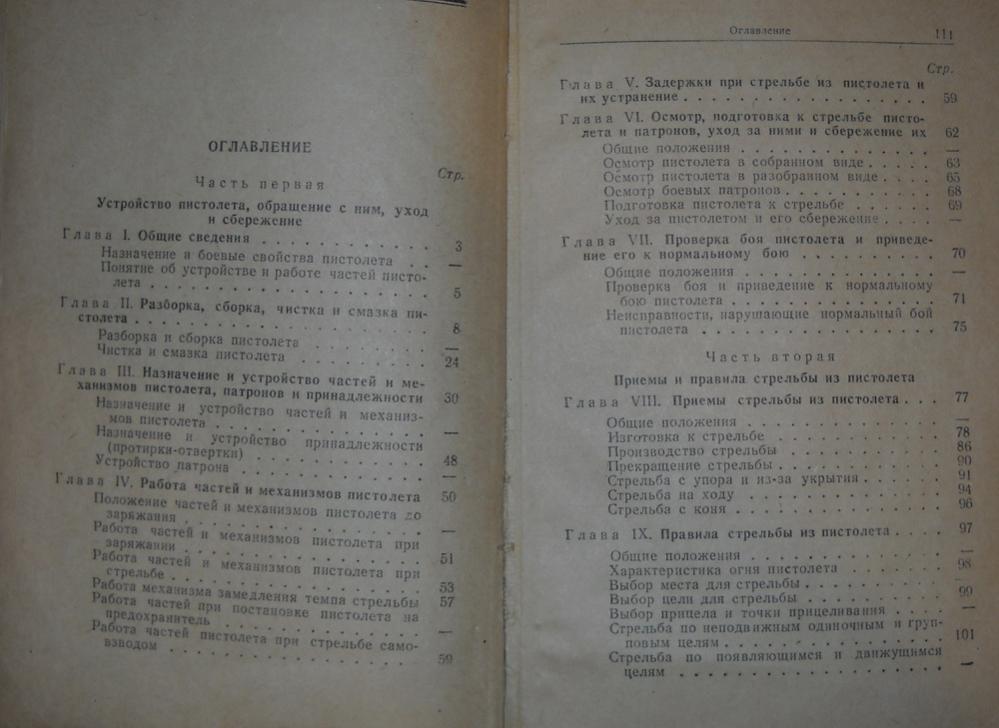 ОГЛАВЛЕНИЕ
Стр.
Часть первая
Устройство пистолета, обращение с ним, уход
и сбережение
Глава I. Общие сведения . . . . . . . . . . . . 3
Назначение и боевые свойства пистолета . . —
Понятие об устройстве и работе частей писто-
лета . . . . . . . . . . . . . . . . . . 5
Глава II. Разборка, сборка, чистка и смазка пи-
столета . . . . . . . . . . . . . . . . . . 8
Разборка и сборка пистолета . . . . . . . —
Чистка и смазка пистолета . . . . . . . . 24
Глава III. Назначение и устройство частей и ме-
ханизмов пистолета, патронов и принадлежности 30
Назначение и устройство частей и механиз-
мов пистолета . . . . . . . . . . . . . —
Назначение и устройство принадлежности
(протирки-отвертки) . . . . . . . . . . . 48
Устройство патрона . . . . . . . . . . . —
Глава IV. Работа частей и механизмов пистолета 50
Положение частей и механизмов пистолета до
заряжания . . . . . . . . . . . . . . . —
Работа частей и механизмов пистолета при
заряжании . . . . . . . . . . . . . . . 51
Работа частей и механизмов пистолета при
стрельбе . . . . . . . . . . . . . . . . 53
Работа механизма замедления темпа стрельбы 57
Работа частей при постановке пистолета на
предохранитель . . . . . . . . . . . . . —
Работа частей пистолета при стрельбе само-
взводом . . . . . . . . . . . . . . . . 59
Оглавление 111
Стр.
Глава V. Задержки при стрельбе из пистолета и
их устранение . . . . . . . . . . . . . . . . . 59
Глава VI. Осмотр, подготовка к стрельбе писто-
лета и патронов, уход за ними и сбережение их 62
Общие положения . . . . . . . . . . . . . —
Осмотр пистолета в собранном виде . . . . . 63
Осмотр пистолета в разобранном виде . . . . 65
Осмотр боевых патронов . . . . . . . . . . 68
Подготовка пистолета к стрельбе . . . . . . 69
Уход за пистолетом и его сбережение . . . . —
Глава VII. Проверка боя пистолета и приведе-
ние его к нормальному бою . . . . . . . . . . 70
Общие положения . . . . . . . . . . . . . —
Проверка боя и приведение к нормальному
бою пистолета . . . . . . . . . . . . . . 71
Неисправности, нарушающие нормальный бой
пистолета . . . . . . . . . . . . . . . . 75
Часть вторая
Приемы и правила стрельбы из пистолета
Глава VIII. Приемы стрельбы из пистолета . . . 77
Общие положения . . . . . . . . . . . . . —
Изготовка к стрельбе . . . . . . . . . . . 78
Производство стрельбы . . . . . . . . . . 86
Прекращение стрельбы . . . . . . . . . . . 90
Стрельба с упора и из-за укрытия . . . . . . 91
Стрельба на ходу . . . . . . . . . . . . . 94
Стрельба с коня . . . . . . . . . . . . . . 96
Глава IX. Правила стрельбы из пистолета . . . . 97
Общие положения . . . . . . . . . . . . . —
Характеристика огня пистолета . . . . . . . 98
Выбор места для стрельбы . . . . . . . . .
Выбор цели для стрельбы . . . . . . . . . 99
Выбор прицела и точки прицеливания . . . . —
Стрельба по неподвижным одиночным и груп-
повым целям . . . . . . . . . . . . . . . 101
Стрельба по появляющимся и движущимся
целям . . . . . . . . . . . . . . . . . . —